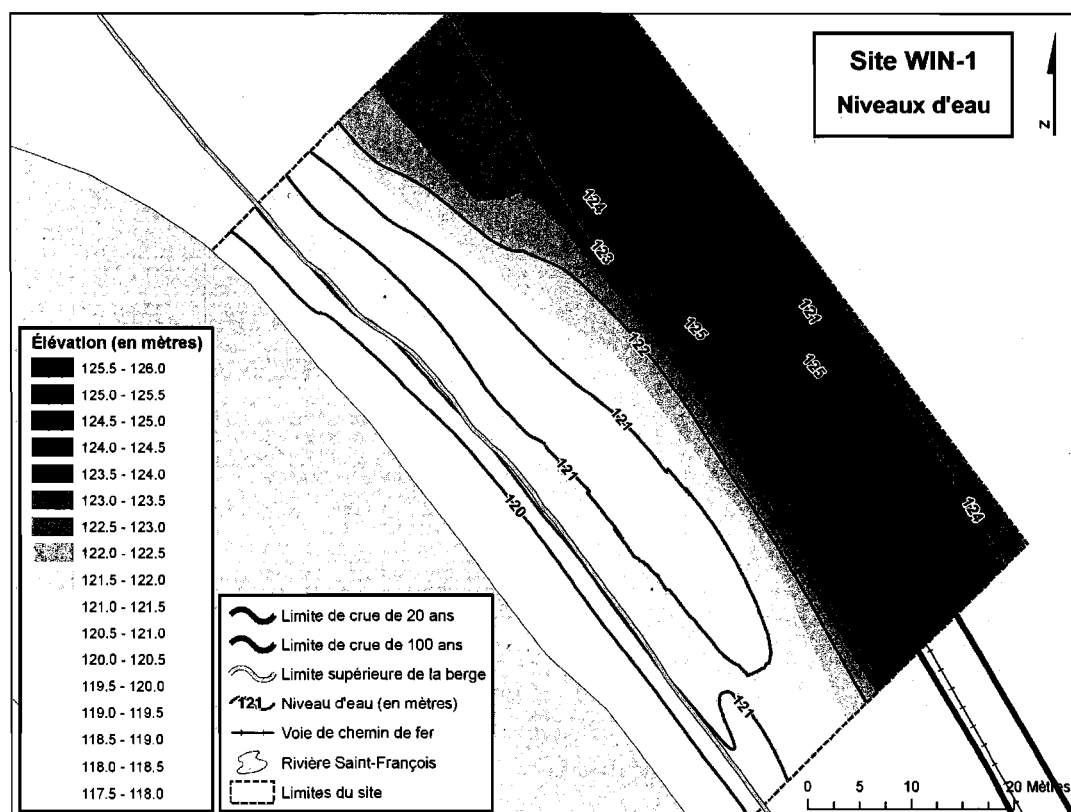 Site WIN-1
Niveaux d'eau
N
124
123
122
125
121
124
125
121
121
120
124
121
Élévation (en mètres)
125.5 - 126.0
125.0 - 125.5
124.5 - 125.0
124.0 - 124.5
123.5 - 124.0
123.0 - 123.5
122.5 - 123.0
122.0 - 122.5
121.5 - 122.0
121.0 - 121.5
120.5 - 121.0
120.0 - 120.5
119.5 - 120.0
119.0 - 119.5
118.5 - 119.0
118.0 - 118.5
117.5 - 118.0
Limite de crue de 20 ans
Limite de crue de 100 ans
Limite supérieure de la berge
121 Niveau d'eau (en mètres)
Voie de chemin de fer
Rivière Saint-François
Limites du site
0 5 10 20 Mètres